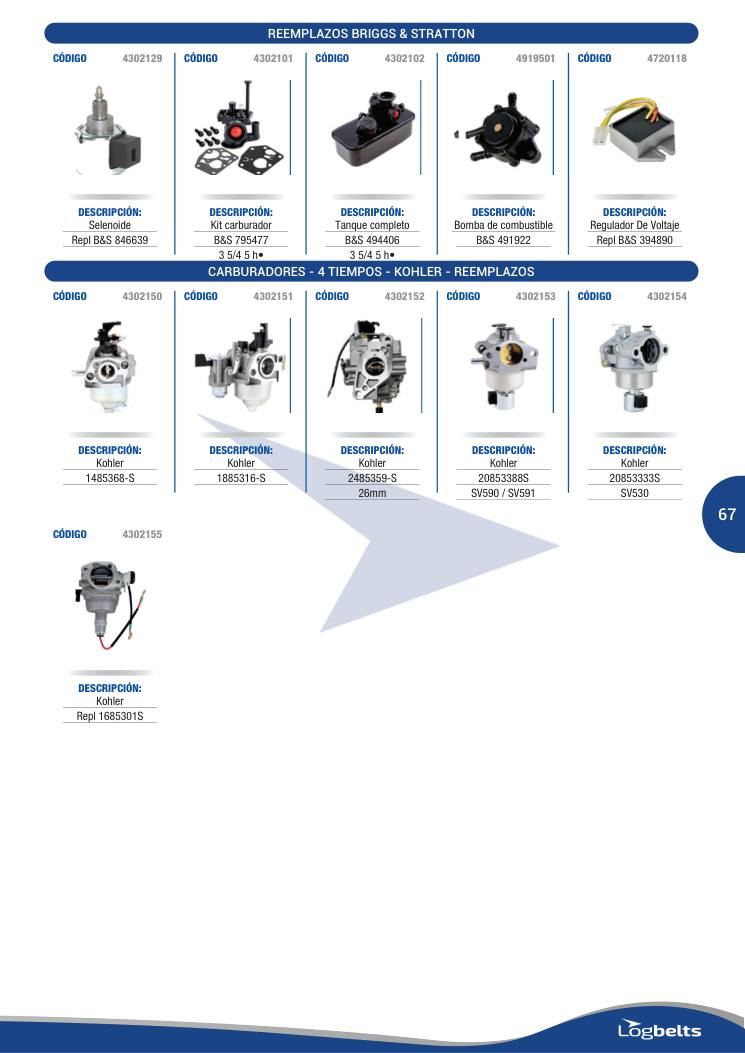 REEMPLAZOS BRIGGS & STRATTON
CÓDIGO 4302129
DESCRIPCIÓN:
Selenoide
Repl B&S 846639
CÓDIGO 4302101
DESCRIPCIÓN:
Kit carburador
B&S 795477
3 5/4 5 h•
CÓDIGO 4302102
DESCRIPCIÓN:
Tanque completo
B&S 494406
3 5/4 5 h•
CÓDIGO 4919501
DESCRIPCIÓN:
Bomba de combustible
B&S 491922
CÓDIGO 4720118
DESCRIPCIÓN:
Regulador De Voltaje
Repl B&S 394890
CARBURADORES - 4 TIEMPOS - KOHLER - REEMPLAZOS
CÓDIGO 4302150
DESCRIPCIÓN:
Kohler
1485368-S
CÓDIGO 4302151
DESCRIPCIÓN:
Kohler
1885316-S
CÓDIGO 4302152
DESCRIPCIÓN:
Kohler
2485359-S
26mm
CÓDIGO 4302153
DESCRIPCIÓN:
Kohler
20853388S
SV590 / SV591
CÓDIGO 4302154
DESCRIPCIÓN:
Kohler
20853333S
SV530
67
CÓDIGO 4302155
DESCRIPCIÓN:
Kohler
Repl 1685301S
Logbelts